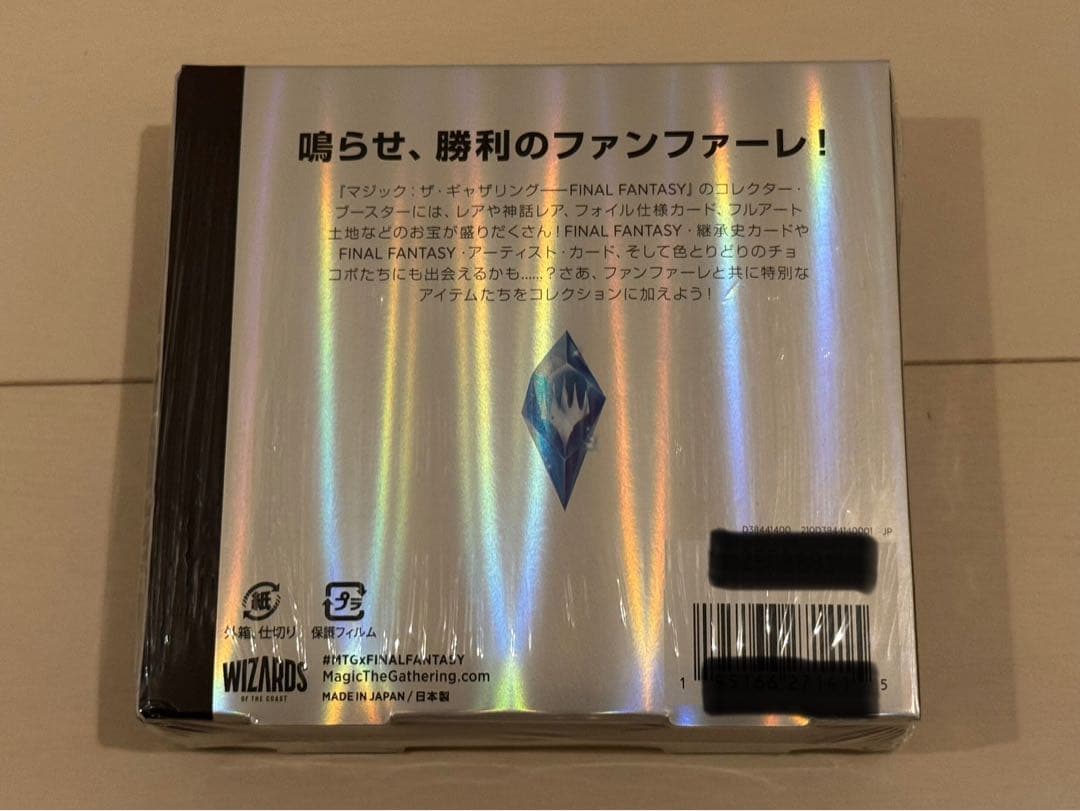 鳴らせ、勝利のファンファーレ!
『マジック:ザ・ギャザリング——FINAL FANTASY』のコレクター・
ブースターには、レアや神話レア、フォイル仕様カード、フルアート
土地などのお宝が盛りだくさん!FINAL FANTASY・継承史カードや
FINAL FANTASY・アーティスト・カード、そして色とりどりのチョ
コボたちにも出会えるかも……?さあ、ファンファーレと共に特別な
アイテムたちをコレクションに加えよう!
D38441400 210D3844140001 JP
紙 プラ
外箱、仕切り 保護フィルム
WIZARDS
OF THE COAST
#MTGxFINALFANTASY
MagicTheGathering.com
MADE IN JAPAN / 日本製
1 5